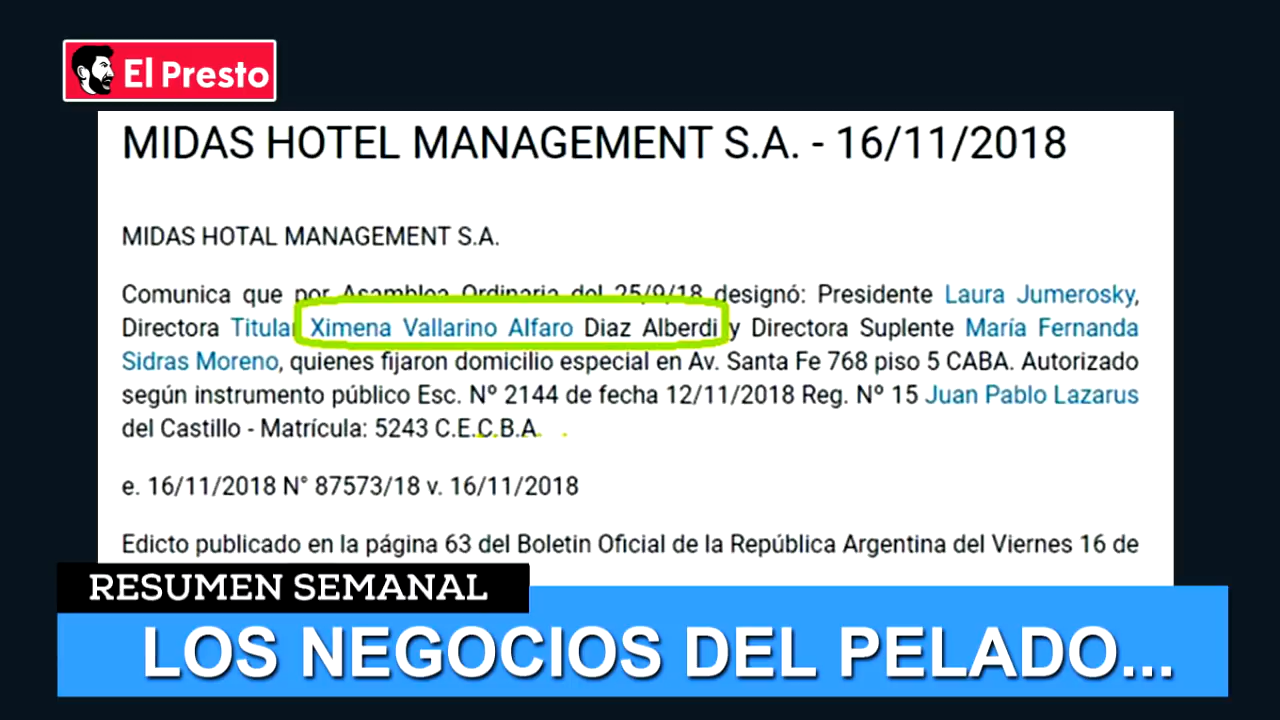 El Presto
MIDAS HOTEL MANAGEMENT S.A. - 16/11/2018
MIDAS HOTAL MANAGEMENT S.A.
Comunica que por Asamblea Ordinaria del 25/9/18 designó: Presidente Laura Jumerosky,
Directora Titular Ximena Vallarino Alfaro Diaz Alberdi y Directora Suplente María Fernanda
Sidras Moreno, quienes fijaron domicilio especial en Av. Santa Fe 768 piso 5 CABA. Autorizado
según instrumento público Esc. Nº 2144 de fecha 12/11/2018 Reg. Nº 15 Juan Pablo Lazarus
del Castillo - Matrícula: 5243 C.E.C.B.A.
e. 16/11/2018 N° 87573/18 v. 16/11/2018
Edicto publicado en la página 63 del Boletin Oficial de la República Argentina del Viernes 16 de
RESUMEN SEMANAL
LOS NEGOCIOS DEL PELADO...